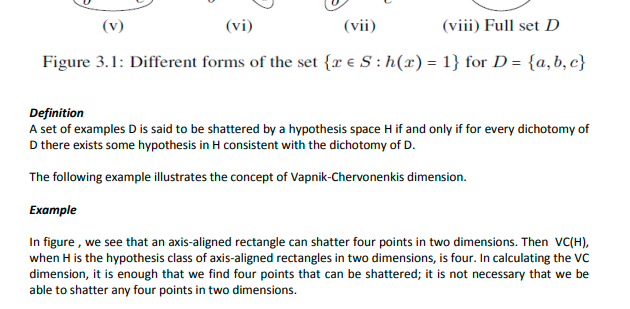 (v) (vi) (vii) (viii) Full set D
Figure 3.1: Different forms of the set {x ∈ S : h(x) = 1} for D = {a, b, c}
Definition
A set of examples D is said to be shattered by a hypothesis space H if and only if for every dichotomy of
D there exists some hypothesis in H consistent with the dichotomy of D.
The following example illustrates the concept of Vapnik-Chervonenkis dimension.
Example
In figure , we see that an axis-aligned rectangle can shatter four points in two dimensions. Then VC(H),
when H is the hypothesis class of axis-aligned rectangles in two dimensions, is four. In calculating the VC
dimension, it is enough that we find four points that can be shattered; it is not necessary that we be
able to shatter any four points in two dimensions.